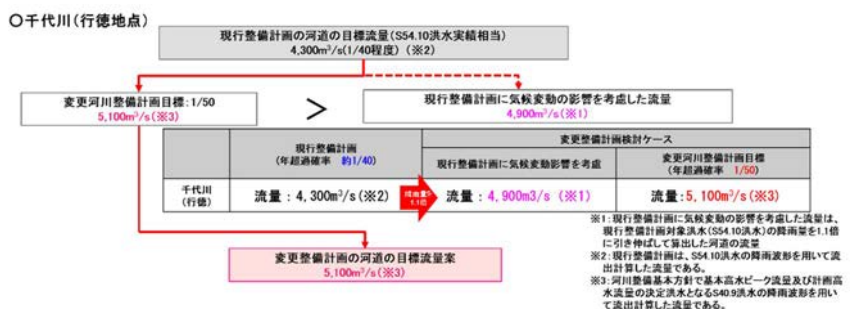 〇千代川(行徳地点)
現行整備計画の河道の目標流量(S54.10洪水実績相当)
4,300m³/s(1/40程度) (※2)
変更河川整備計画目標:1/50
5,100m³/s(※3)
>
現行整備計画に気候変動の影響を考慮した流量
4,900m³/s(※1)
現行整備計画
(年超過確率 約1/40)
変更整備計画検討ケース
現行整備計画に気候変動影響を考慮
変更河川整備計画目標
(年超過確率 1/50)
千代川
(行徳)
流量:4,300m³/s(※2)
降雨量を
1.1倍
流量:4,900m3/s (※1)
流量:5,100m³/s(※3)
変更整備計画の河道の目標流量案
5,100m³/s(※3)
※1:現行整備計画に気候変動の影響を考慮した流量は、
現行整備計画対象洪水(S54.10洪水)の降雨量を1.1倍
に引き伸ばして算出した河道の流量
※2:現行整備計画は、S54.10洪水の降雨波形を用いて流
出計算した流量である。
※3:河川整備基本方針で基本高水ピーク流量及び計画高
水流量の決定洪水となるS40.9洪水の降雨波形を用い
て流出計算した流量である。